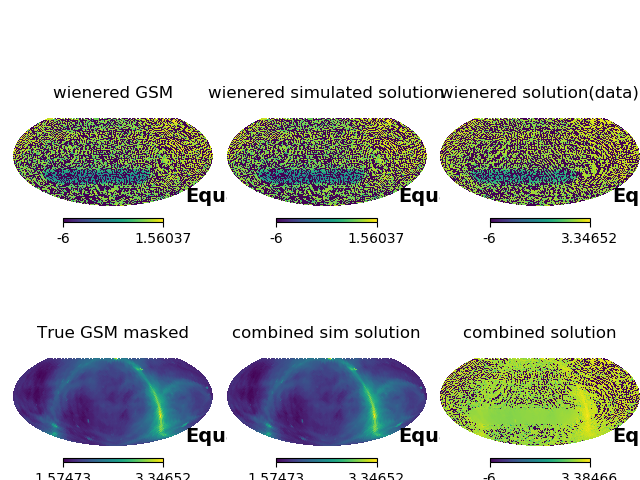 wienered GSM
wienered simulated solution
wienered solution(data)
Equ
Equ
Eq
-6 1.56037
-6 1.56037
-6 3.34652
True GSM masked
combined sim solution
combined solution
Equ
Equ
Eq
1.57473 3.34652
1.57473 3.34652
-6 3.38466